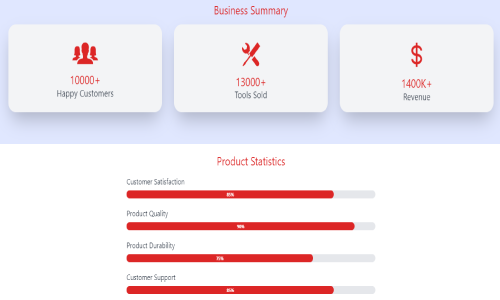 Business Summary
10000+
Happy Customers
13000+
Tools Sold
1400K+
Revenue
Product Statistics
Customer Satisfaction
85%
Product Quality
Product Durability
75%
Customer Support
85%